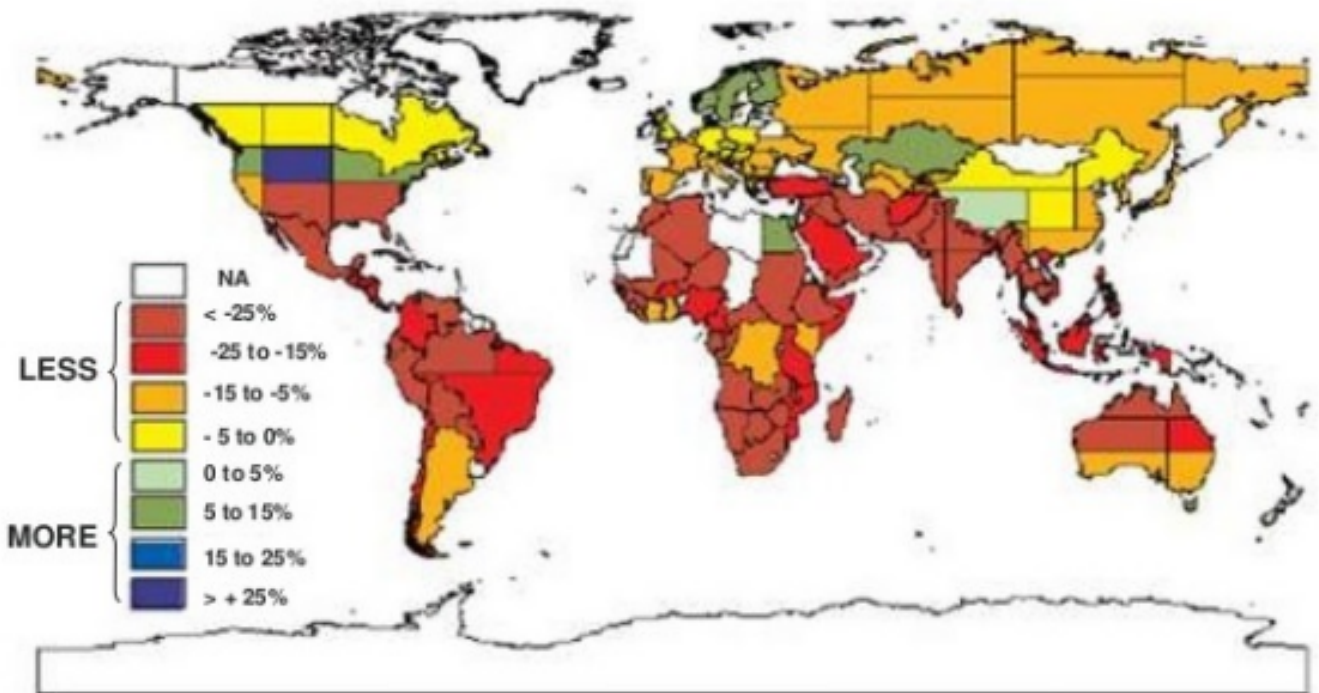 NA
< -25%
-25 to -15%
LESS
-15 to -5%
- 5 to 0%
0 to 5%
5 to 15%
MORE
15 to 25%
> + 25%